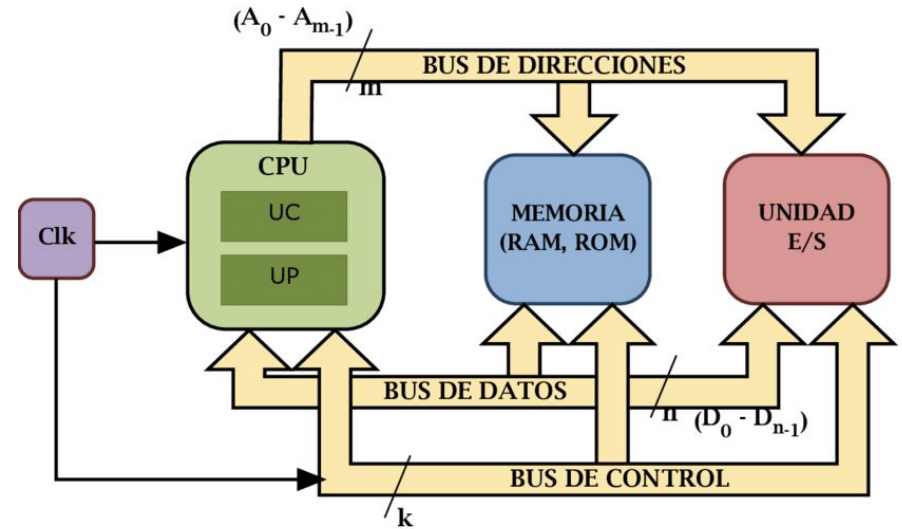 (A0 - Am-1)
BUS DE DIRECCIONES
m
CPU
UC
UP
Clk
MEMORIA
(RAM, ROM)
UNIDAD
E/S
BUS DE DATOS
n
(D0 - Dn-1)
BUS DE CONTROL
k